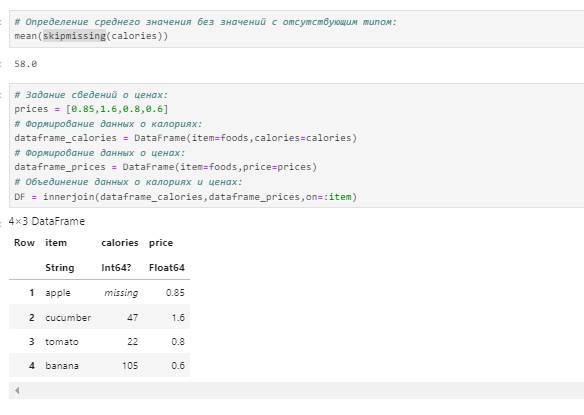 # Определение среднего значения без значений с отсутствующим типом:
mean(skipmissing(calories))
58.0
# Задание сведений о ценах:
prices = [0.85,1.6,0.8,0.6]
# Формирование данных о калориях:
dataframe_calories = DataFrame(item=foods,calories=calories)
# Формирование данных о ценах:
dataframe_prices = DataFrame(item=foods,price=prices)
# Объединение данных о калориях и ценах:
DF = innerjoin(dataframe_calories,dataframe_prices,on=:item)
4×3 DataFrame
Row item calories price
String Int64? Float64
1 apple missing 0.85
2 cucumber 47 1.6
3 tomato 22 0.8
4 banana 105 0.6